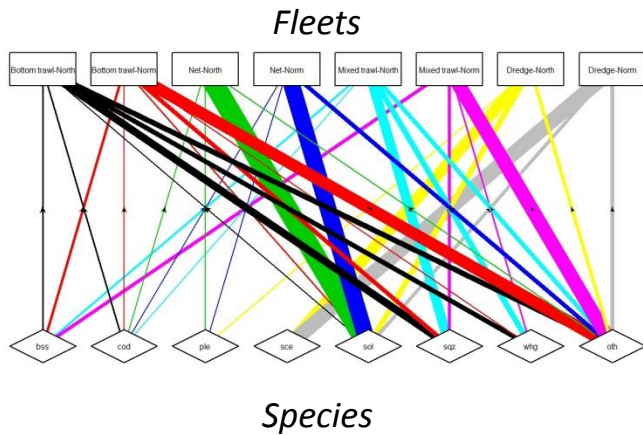 Fleets
Bottom trawl-North Bottom trawl-Norm Net-North Net-Norm Mixed trawl-North Mixed trawl-Norm Dredge-North Dredge-Norm
bss cod ple sce sol sqz whg oth
Species